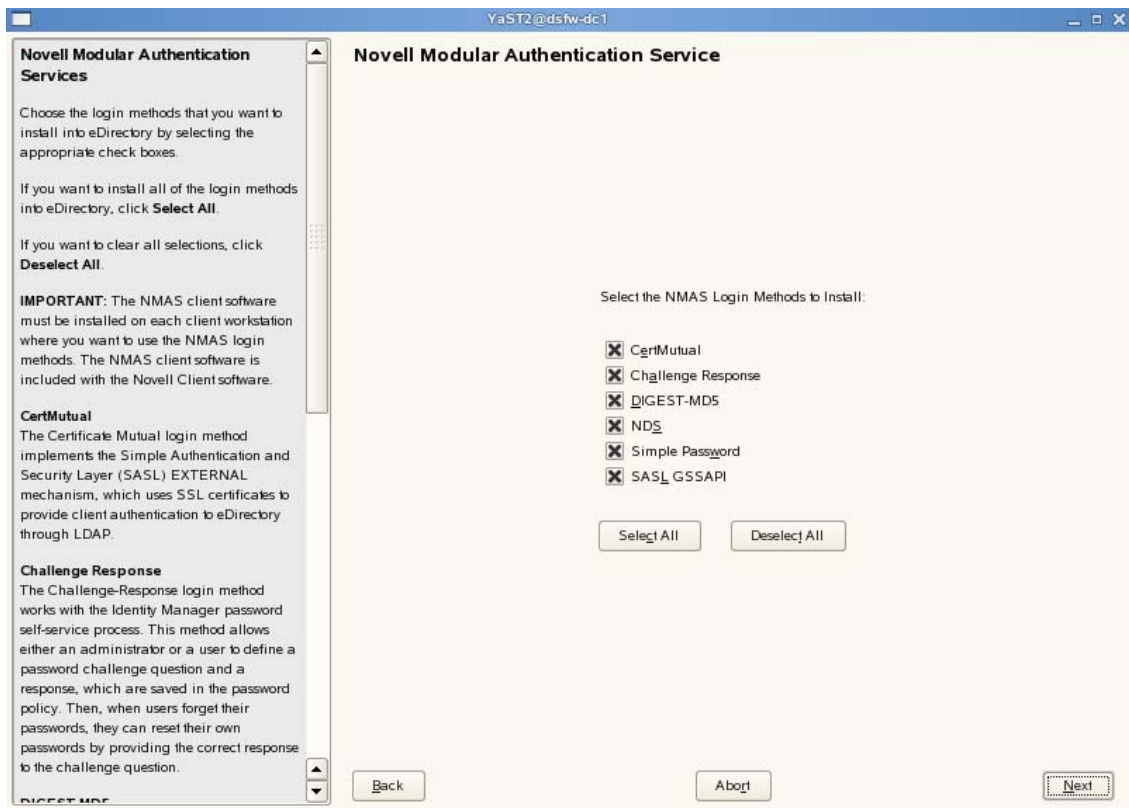 YaST2@dsfw-dc1
Novell Modular Authentication
Services
Choose the login methods that you want to
install into eDirectory by selecting the
appropriate check boxes.
If you want to install all of the login methods
into eDirectory, click Select All.
If you want to clear all selections, click
Deselect All.
IMPORTANT: The NMAS client software
must be installed on each client workstation
where you want to use the NMAS login
methods. The NMAS client software is
included with the Novell Client software.
CertMutual
The Certificate Mutual login method
implements the Simple Authentication and
Security Layer (SASL) EXTERNAL
mechanism, which uses SSL certificates to
provide client authentication to eDirectory
through LDAP.
Challenge Response
The Challenge-Response login method
works with the Identity Manager password
self-service process. This method allows
either an administrator or a user to define a
password challenge question and a
response, which are saved in the password
policy. Then, when users forget their
passwords, they can reset their own
passwords by providing the correct response
to the challenge question.
DIGEST-MD5
Novell Modular Authentication Service
Select the NMAS Login Methods to Install:
CertMutual
Challenge Response
DIGEST-MD5
NDS
Simple Password
SASL GSSAPI
Select All Deselect All
Back Abort Next